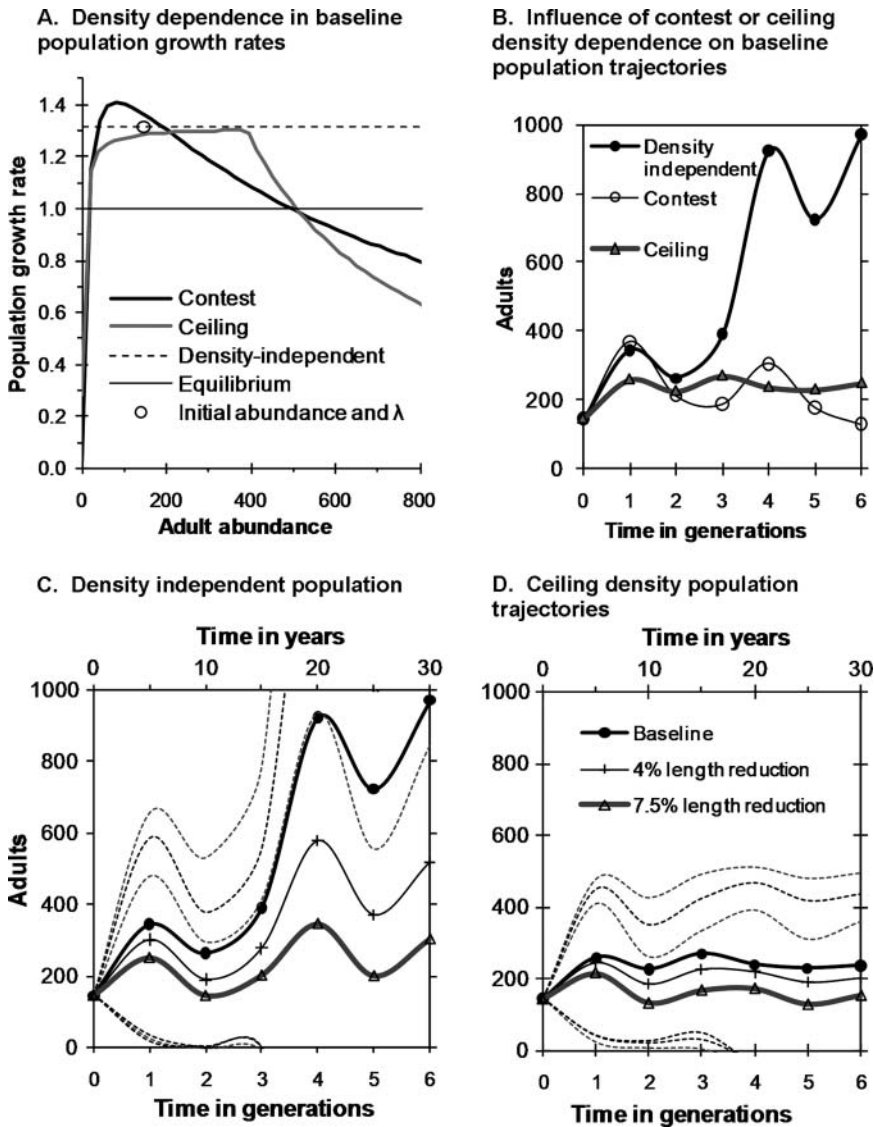 A. Density dependence in baseline
population growth rates
Population growth rate
1.4
1.2
1.0
0.8
0.6
0.4
0.2
0.0
Contest
Ceiling
Density-independent
Equilibrium
Initial abundance and λ
0 200 400 600 800
Adult abundance
B. Influence of contest or ceiling
density dependence on baseline
population trajectories
Adults
1000
800
600
400
200
0
Density
independent
Contest
Ceiling
0 1 2 3 4 5 6
Time in generations
C. Density independent population
Time in years
0 5 10 15 20 25 30
Adults
1000
800
600
400
200
0
0 1 2 3 4 5 6
Time in generations
D. Ceiling density population
trajectories
Time in years
0 10 20 30
1000
800
600
400
200
0
Baseline
4% length reduction
7.5% length reduction
0 1 2 3 4 5 6
Time in generations